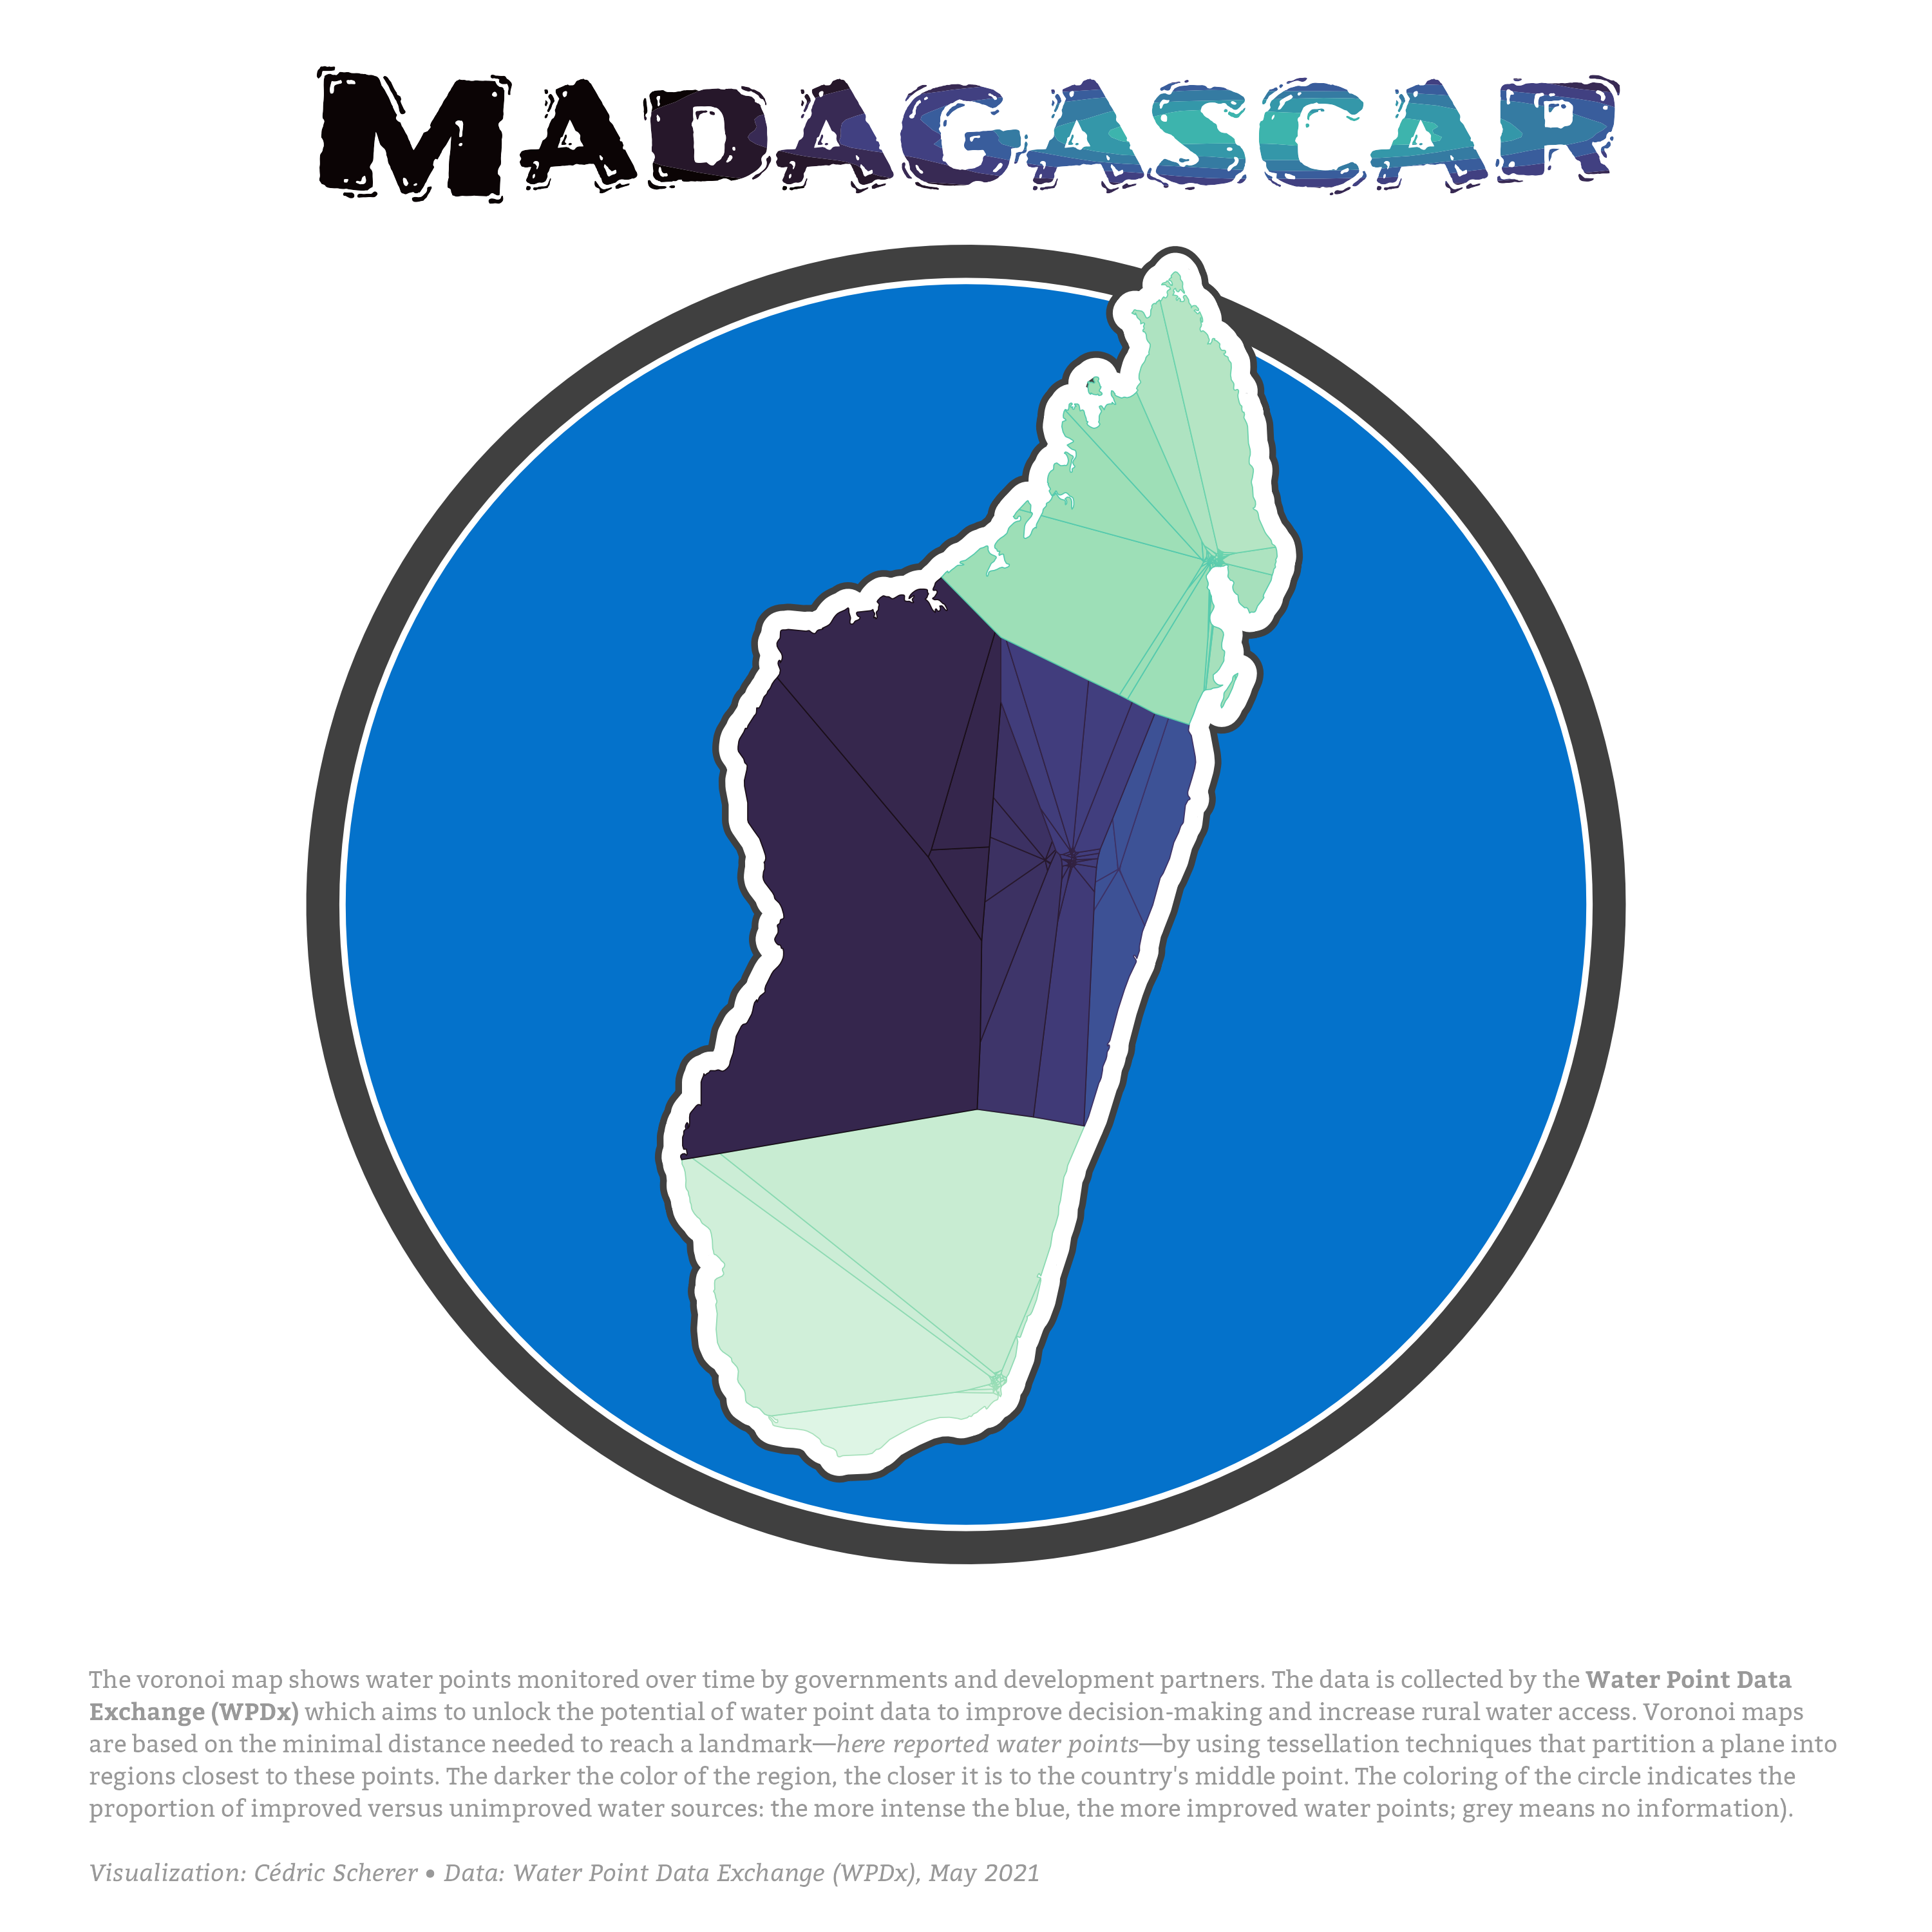 MADAGASCAR
The voronoi map shows water points monitored over time by governments and development partners. The data is collected by the Water Point Data
Exchange (WPDx) which aims to unlock the potential of water point data to improve decision-making and increase rural water access. Voronoi maps
are based on the minimal distance needed to reach a landmark—here reported water points—by using tessellation techniques that partition a plane into
regions closest to these points. The darker the color of the region, the closer it is to the country's middle point. The coloring of the circle indicates the
proportion of improved versus unimproved water sources: the more intense the blue, the more improved water points; grey means no information).
Visualization: Cédric Scherer • Data: Water Point Data Exchange (WPDx), May 2021